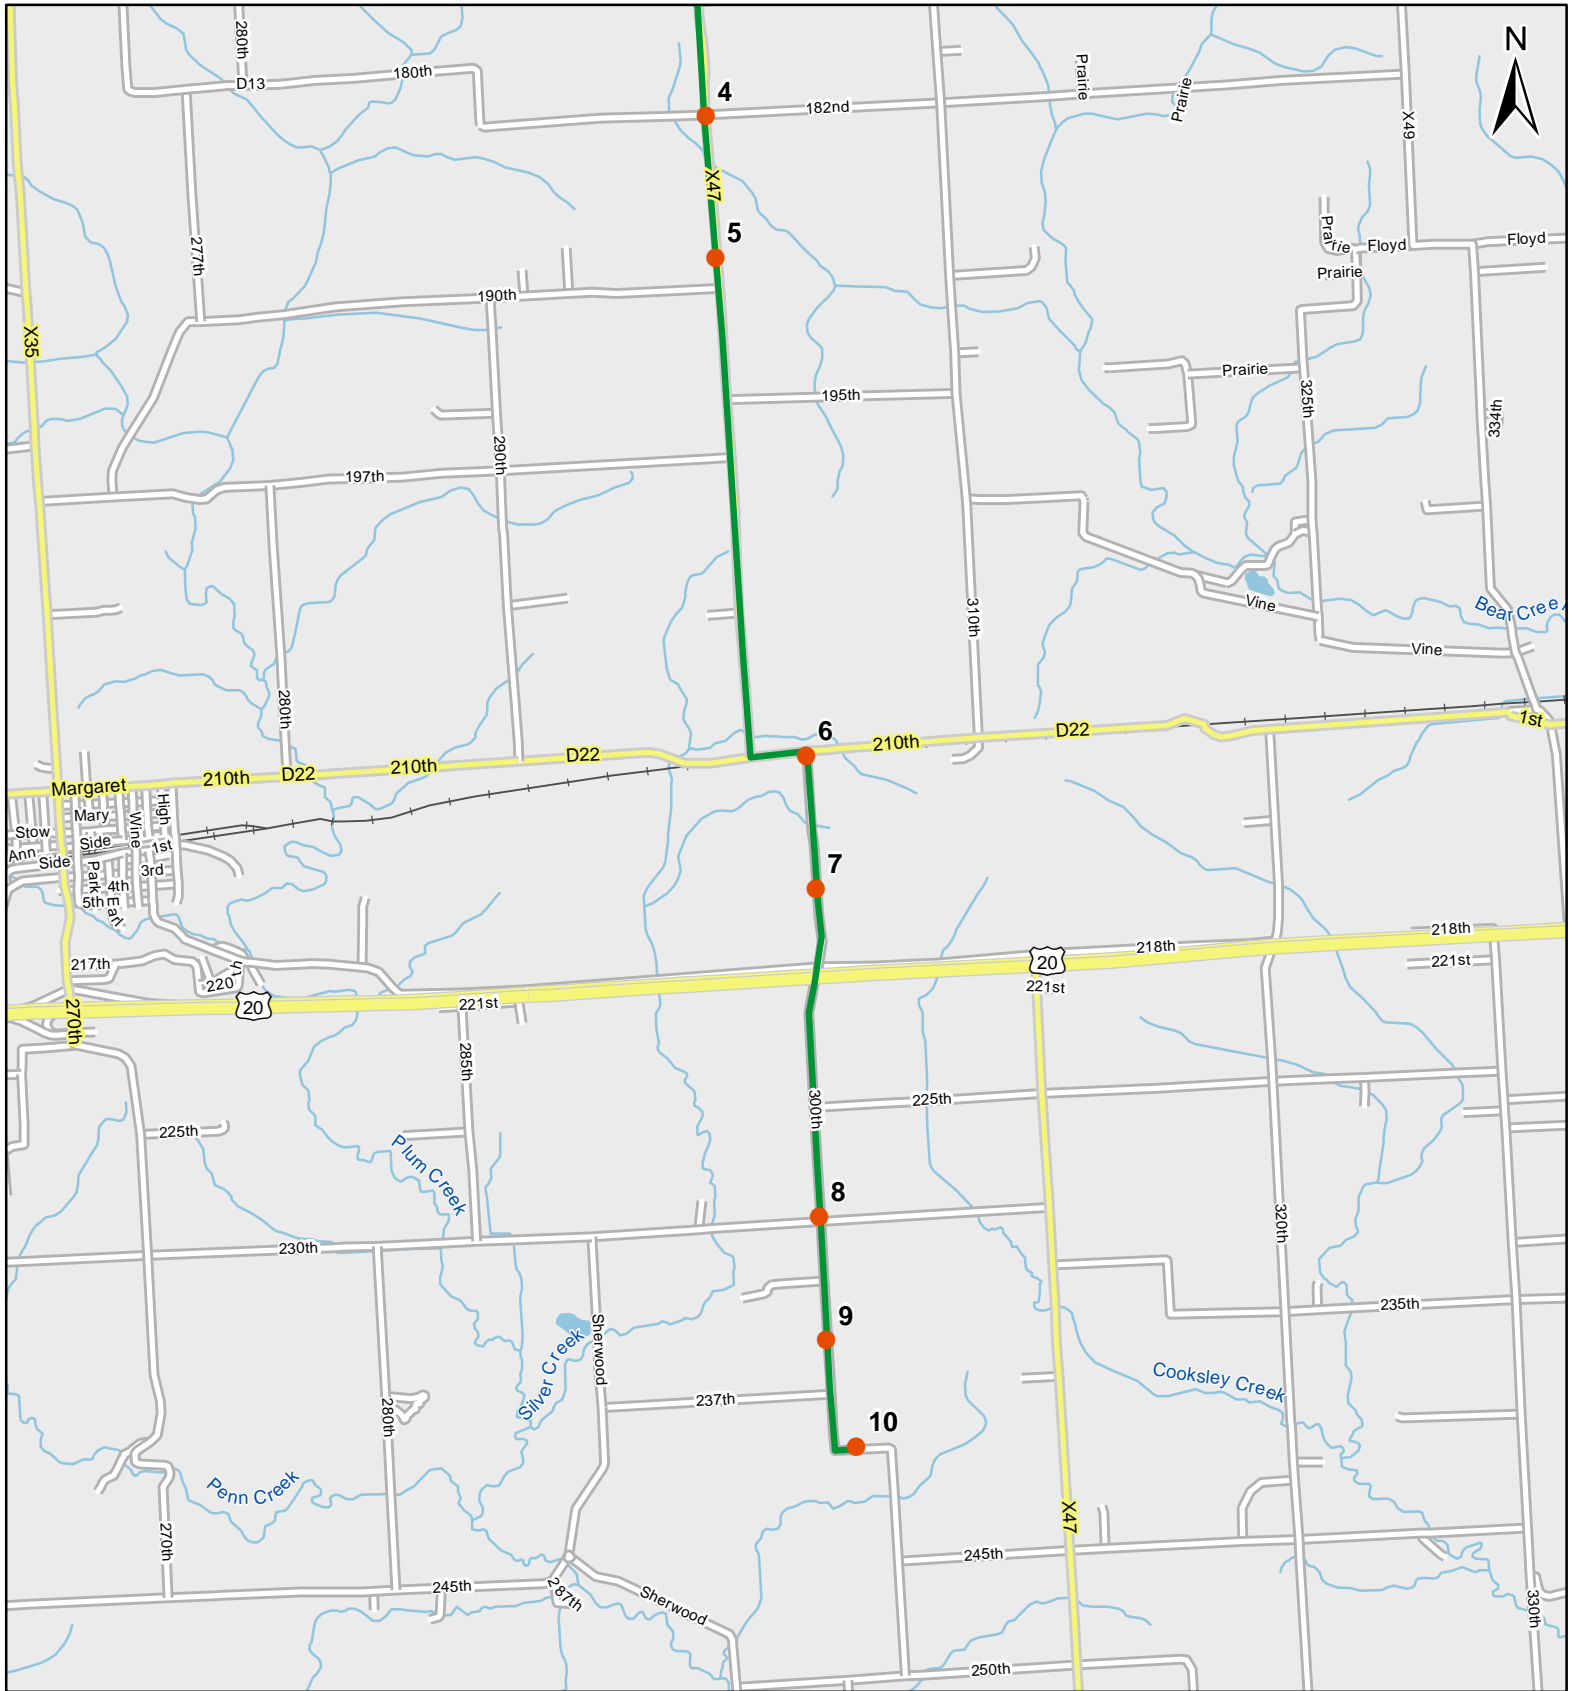 280th
N
Prairie
180th
D13
4
Prairie
182nd
X49
X47
Prairie
5
Floyd
Floyd
277th
Prairie
190th
X35
Prairie
195th
325th
334th
290th
197th
310th
Vine
Bear Cree
Vine
280th
1st
6
D22
210th
D22
210th
D22
210th
Margaret
High
Mary
Wine
Stow
Side
1st
Ann
Side
Park
3rd
7
4th
5th
Earl
218th
218th
20
217th
221st
220th
221st
20
221st
270th
285th
300th
225th
225th
Plum Creek
8
320th
230th
235th
9
Sherwood
Silver Creek
Cooksley Creek
237th
280th
10
Penn Creek
X47
270th
245th
245th
287th
Sherwood
330th
250th